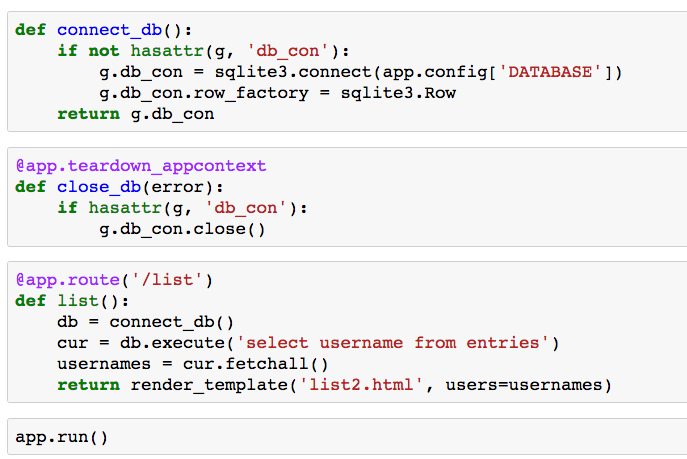 def connect_db():
    if not hasattr(g, 'db_con'):
        g.db_con = sqlite3.connect(app.config['DATABASE'])
        g.db_con.row_factory = sqlite3.Row
    return g.db_con
@app.teardown_appcontext
def close_db(error):
    if hasattr(g, 'db_con'):
        g.db_con.close()
@app.route('/list')
def list():
    db = connect_db()
    cur = db.execute('select username from entries')
    usernames = cur.fetchall()
    return render_template('list2.html', users=usernames)
app.run()